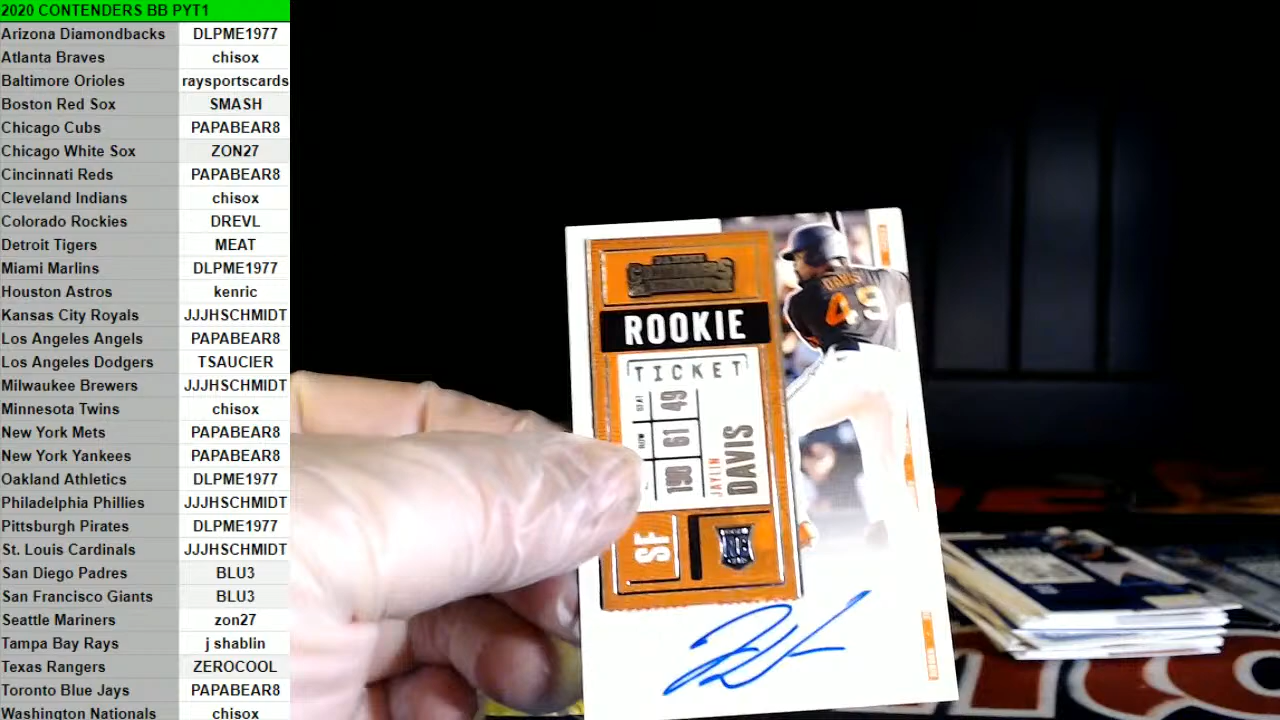 2020 CONTENDERS BB PYT1
Arizona Diamondbacks DLPME1977
Atlanta Braves chisox
Baltimore Orioles raysportscards
Boston Red Sox SMASH
Chicago Cubs PAPABEAR8
Chicago White Sox ZON27
Cincinnati Reds PAPABEAR8
Cleveland Indians chisox
Colorado Rockies DREVL
Detroit Tigers MEAT
Miami Marlins DLPME1977
Houston Astros kenric
Kansas City Royals JJJHSCHMIDT
Los Angeles Angels PAPABEAR8
Los Angeles Dodgers TSAUCIER
Milwaukee Brewers JJJHSCHMIDT
Minnesota Twins chisox
New York Mets PAPABEAR8
New York Yankees PAPABEAR8
Oakland Athletics DLPME1977
Philadelphia Phillies JJJHSCHMIDT
Pittsburgh Pirates DLPME1977
St. Louis Cardinals JJJHSCHMIDT
San Diego Padres BLU3
San Francisco Giants BLU3
Seattle Mariners zon27
Tampa Bay Rays j shablin
Texas Rangers ZEROCOOL
Toronto Blue Jays PAPABEAR8
Washington Nationals chisox
PANINI
CONTENDERS
ROOKIE
TICKET
SEAT 49
ROW 61
190
JAYLIN
DAVIS
SF
DAVIS
49